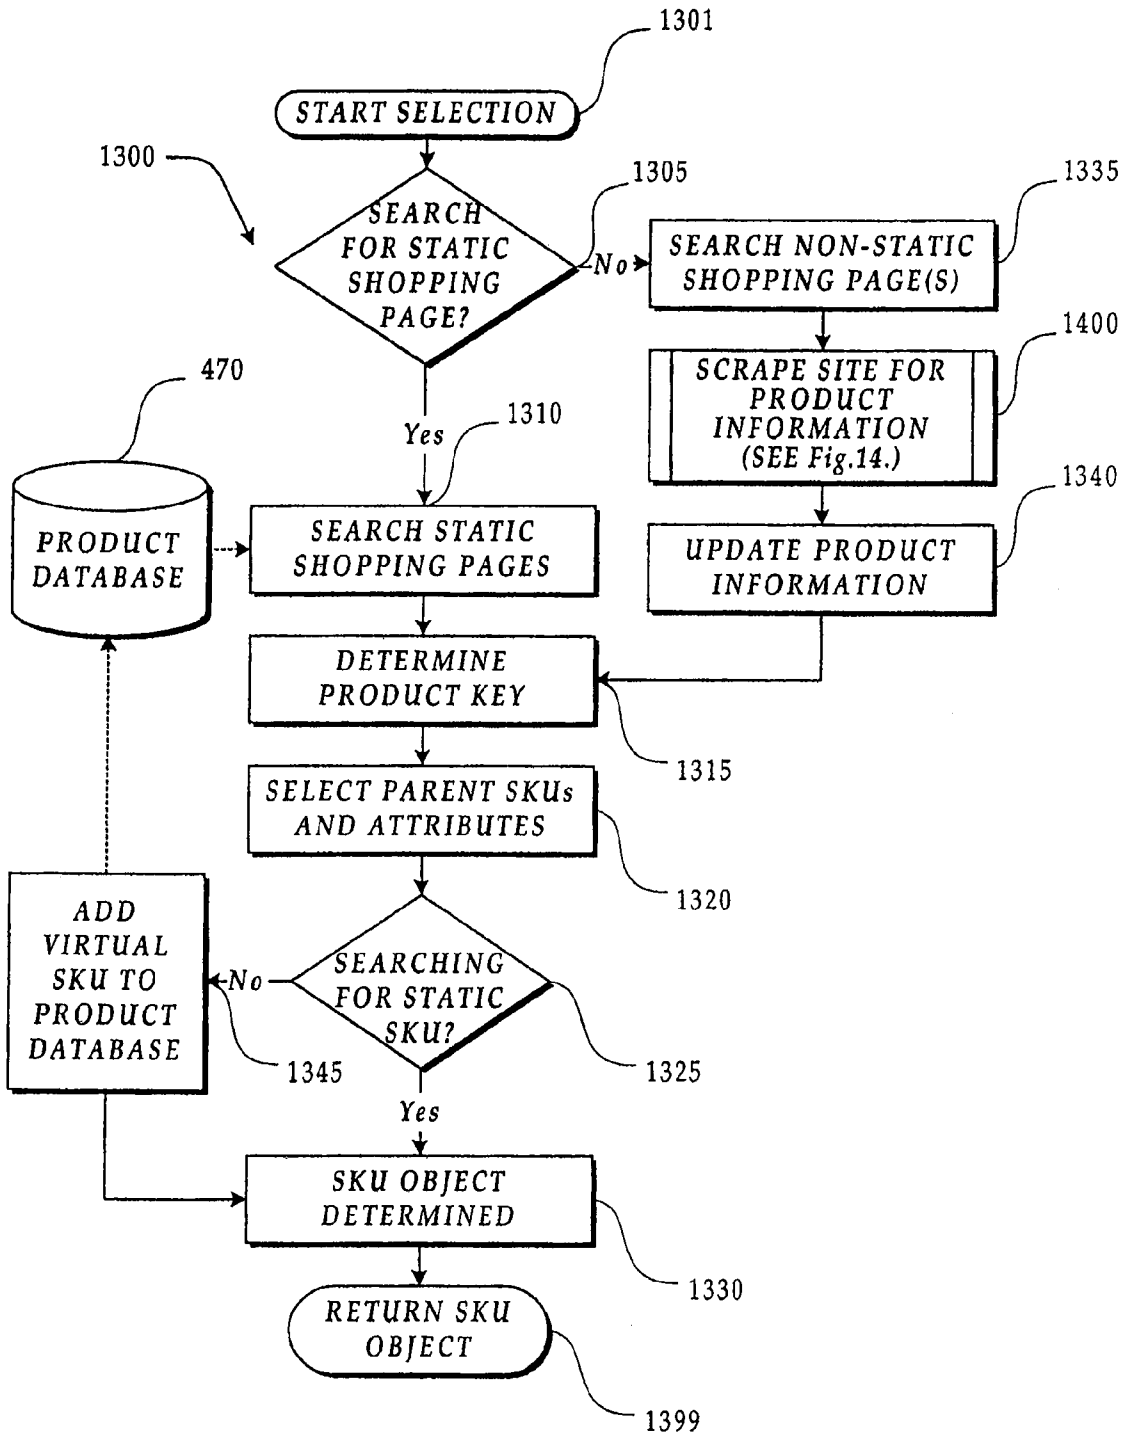 1301
START SELECTION
1300
1305
1335
SEARCH
FOR STATIC
SHOPPING
PAGE?
No
SEARCH NON-STATIC
SHOPPING PAGE(S)
1400
SCRAPE SITE FOR
PRODUCT
INFORMATION
(SEE Fig.14.)
470
Yes
1310
1340
PRODUCT
DATABASE
SEARCH STATIC
SHOPPING PAGES
UPDATE PRODUCT
INFORMATION
DETERMINE
PRODUCT KEY
1315
SELECT PARENT SKUs
AND ATTRIBUTES
1320
ADD
VIRTUAL
SKU TO
PRODUCT
DATABASE
No
SEARCHING
FOR STATIC
SKU?
1345
1325
Yes
SKU OBJECT
DETERMINED
1330
RETURN SKU
OBJECT
1399